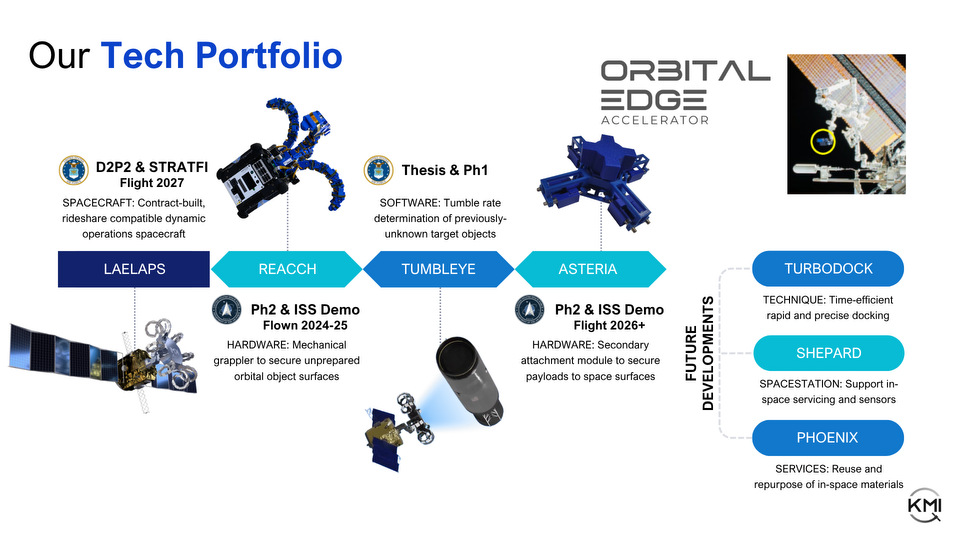 Our Tech Portfolio
ORBITAL
EDGE
ACCELERATOR
D2P2 & STRATFI
Flight 2027
SPACECRAFT: Contract-built,
rideshare compatible dynamic
operations spacecraft
Thesis & Ph1
SOFTWARE: Tumble rate
determination of previously-
unknown target objects
LAELAPS
REACCH
TUMBLEYE
ASTERIA
Ph2 & ISS Demo
Flown 2024-25
HARDWARE: Mechanical
grappler to secure unprepared
orbital object surfaces
Ph2 & ISS Demo
Flight 2026+
HARDWARE: Secondary
attachment module to secure
payloads to space surfaces
FUTURE
DEVELOPMENTS
TURBODOCK
TECHNIQUE: Time-efficient
rapid and precise docking
SHEPARD
SPACESTATION: Support in-
space servicing and sensors
PHOENIX
SERVICES: Reuse and
repurpose of in-space materials
KMI